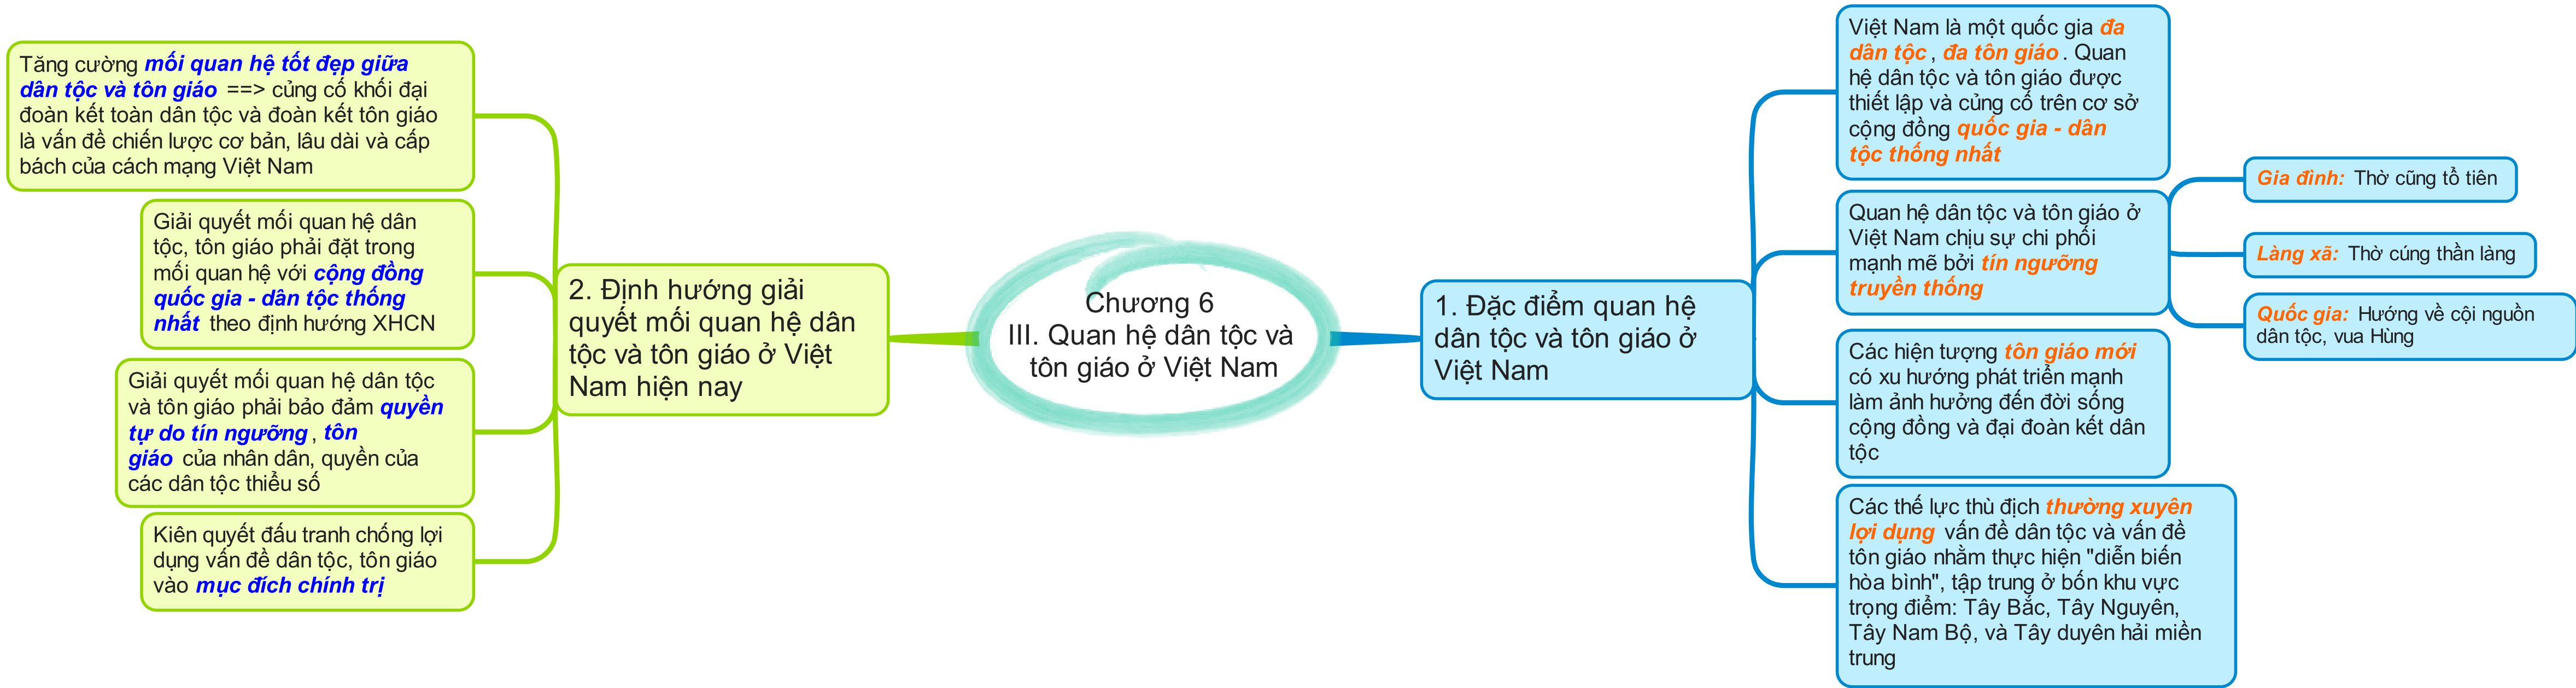 Chương 6
III. Quan hệ dân tộc và
tôn giáo ở Việt Nam
1. Đặc điểm quan hệ
dân tộc và tôn giáo ở
Việt Nam
Việt Nam là một quốc gia đa
dân tộc, đa tôn giáo. Quan
hệ dân tộc và tôn giáo được
thiết lập và củng cố trên cơ sở
cộng đồng quốc gia - dân
tộc thống nhất
Quan hệ dân tộc và tôn giáo ở
Việt Nam chịu sự chi phối
mạnh mẽ bởi tín ngưỡng
truyền thống
Gia đình: Thờ cũng tổ tiên
Làng xã: Thờ cúng thần làng
Quốc gia: Hướng về cội nguồn
dân tộc, vua Hùng
Các hiện tượng tôn giáo mới
có xu hướng phát triển mạnh
làm ảnh hưởng đến đời sống
cộng đồng và đại đoàn kết dân
tộc
Các thế lực thù địch thường xuyên
lợi dụng vấn đề dân tộc và vấn đề
tôn giáo nhằm thực hiện "diễn biến
hòa bình", tập trung ở bốn khu vực
trọng điểm: Tây Bắc, Tây Nguyên,
Tây Nam Bộ, và Tây duyên hải miền
trung
2. Định hướng giải
quyết mối quan hệ dân
tộc và tôn giáo ở Việt
Nam hiện nay
Tăng cường mối quan hệ tốt đẹp giữa
dân tộc và tôn giáo ==> củng cố khối đại
đoàn kết toàn dân tộc và đoàn kết tôn giáo
là vấn đề chiến lược cơ bản, lâu dài và cấp
bách của cách mạng Việt Nam
Giải quyết mối quan hệ dân
tộc, tôn giáo phải đặt trong
mối quan hệ với cộng đồng
quốc gia - dân tộc thống
nhất theo định hướng XHCN
Giải quyết mối quan hệ dân tộc
và tôn giáo phải bảo đảm quyền
tự do tín ngưỡng, tôn
giáo của nhân dân, quyền của
các dân tộc thiểu số
Kiên quyết đấu tranh chống lợi
dụng vấn đề dân tộc, tôn giáo
vào mục đích chính trị